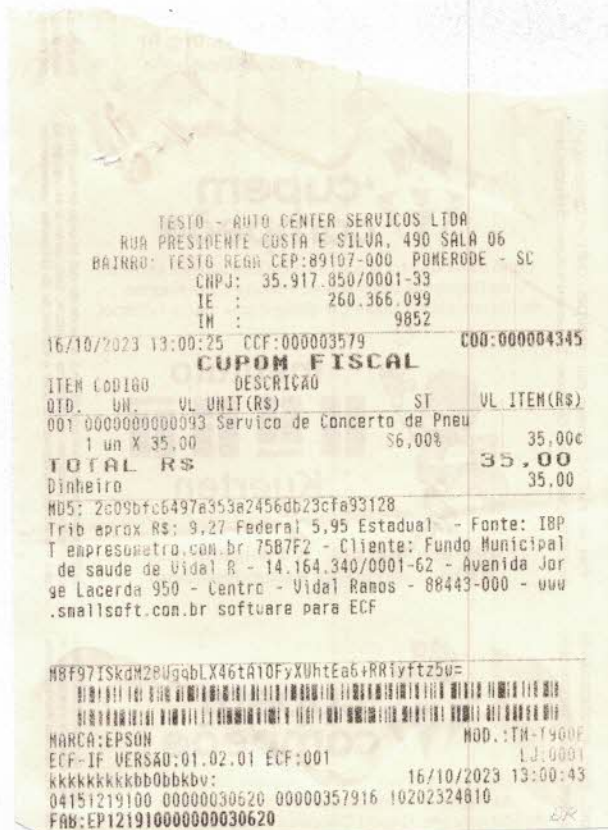 TESTO - AUTO CENTER SERVICOS LTDA
RUA PRESIDENTE COSTA E SILVA, 490 SALA 06
BAIRRO: TESTO REGA CEP:89107-000 POMERODE - SC
CNPJ: 35.917.850/0001-33
IE : 260.366.099
IM : 9852
16/10/2023 13:00:25 CCF:000003579 COO:000004345
CUPOM FISCAL
ITEM CODIGO DESCRIÇÃO
QTD. UN. VL UNIT(R$) ST VL ITEM(R$)
001 0000000000093 Servico de Concerto de Pneu
1 un X 35,00 S6,00% 35,00€
TOTAL R$ 35,00
Dinheiro 35,00
MD5: 2c09bfc6497a353a2456db23cfa93128
Trib aprox R$: 9,27 Federal 5,95 Estadual - Fonte: IBP
T empresometro.com.br 75B7F2 - Cliente: Fundo Municipal
de saude de Vidal R - 14.164.340/0001-62 - Avenida Jor
ge Lacerda 950 - Centro - Vidal Ramos - 88443-000 - www
.smallsoft.com.br software para ECF
MARCA:EPSON MOD.:TM-T900F
ECF-IF VERSÃO:01.02.01 ECF:001 LJ:0001
kkkkkkkkkbb0bbkbv: 16/10/2023 13:00:43
04151219100 00000030620 00000357916 10202324810
FAB:EP121910000000030620